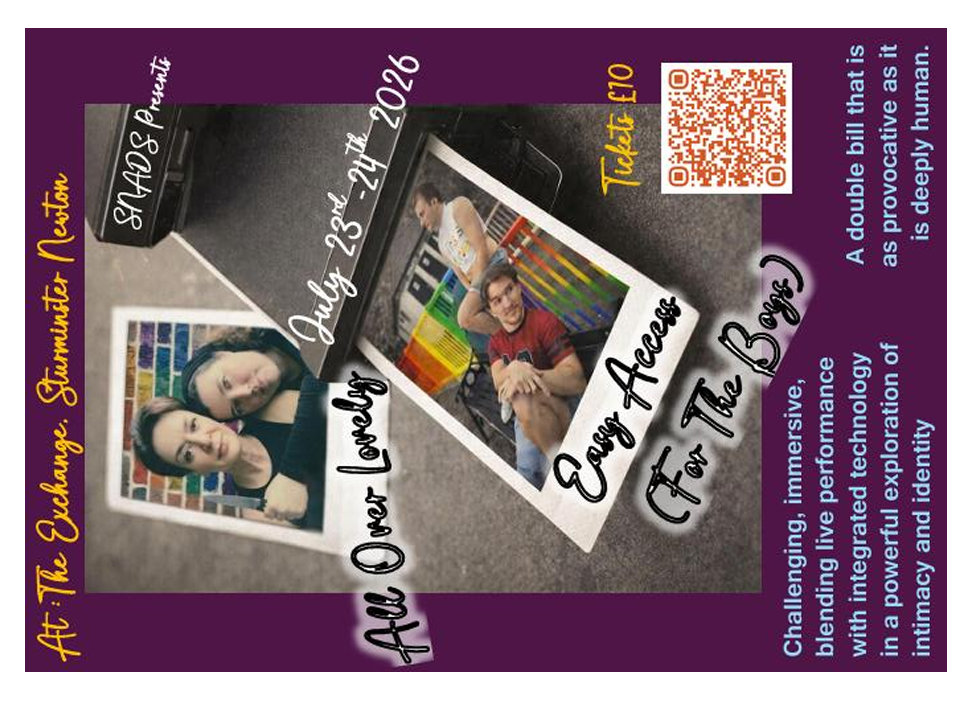 At : The Exchange, Sturminster Newton
SNADS Presents
July 23rd -24th 2026
All Over Lovely
Easy Access
(For The Boys)
Tickets £10
Challenging, immersive,
blending live performance
with integrated technology
in a powerful exploration of
intimacy and identity
A double bill that is
as provocative as it
is deeply human.